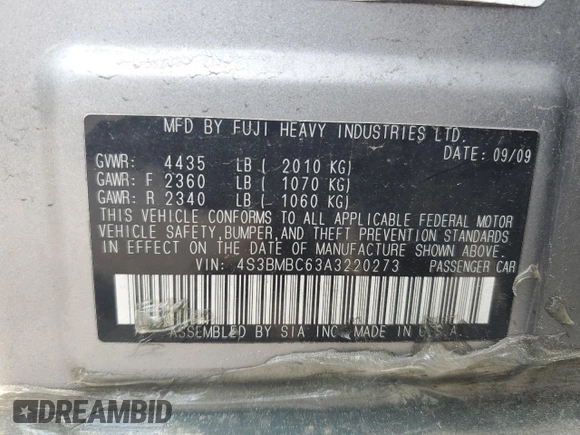 MFD BY FUJI HEAVY INDUSTRIES LTD.
DATE: 09/09
GVWR: 4435 LB ( 2010 KG)
GAWR: F 2360 LB ( 1070 KG)
GAWR: R 2340 LB ( 1060 KG)
THIS VEHICLE CONFORMS TO ALL APPLICABLE FEDERAL MOTOR
VEHICLE SAFETY, BUMPER, AND THEFT PREVENTION STANDARDS
IN EFFECT ON THE DATE OF MANUFACTURE SHOWN ABOVE.
VIN: 4S3BMBC63A3220273 PASSENGER CAR
ASSEMBLED BY SIA INC. MADE IN U.S.A.
DREAMBID